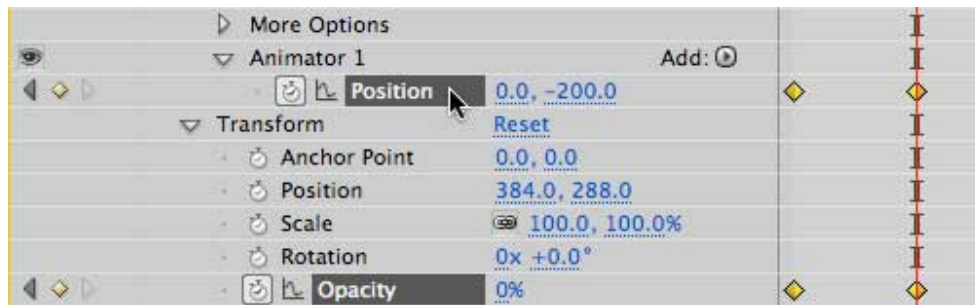 More Options
Animator 1 Add:
Position 0.0, -200.0
Transform Reset
Anchor Point 0.0, 0.0
Position 384.0, 288.0
Scale 100.0, 100.0%
Rotation 0x +0.0°
Opacity 0%